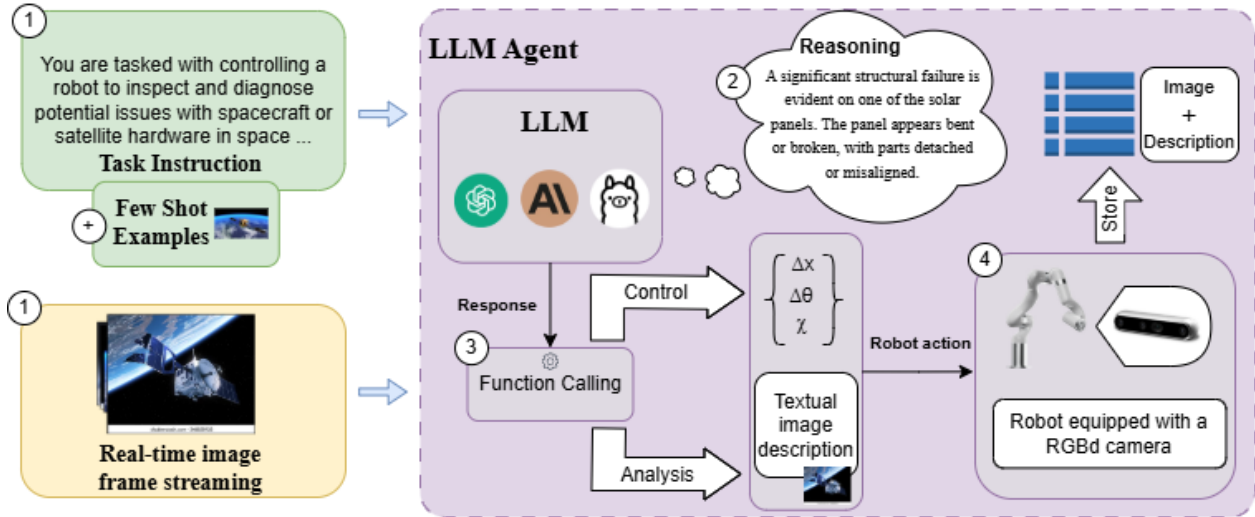 1
You are tasked with controlling a
robot to inspect and diagnose
potential issues with spacecraft or
satellite hardware in space ...
Task Instruction
+
Few Shot
Examples
1
Real-time image
frame streaming
LLM Agent
LLM
2
Reasoning
A significant structural failure is
evident on one of the solar
panels. The panel appears bent
or broken, with parts detached
or misaligned.
Image
+
Description
Store
Response
3
Function Calling
Control
Analysis
Δx
Δθ
χ
Textual
image
description
Robot action
4
Robot equipped with a
RGBd camera